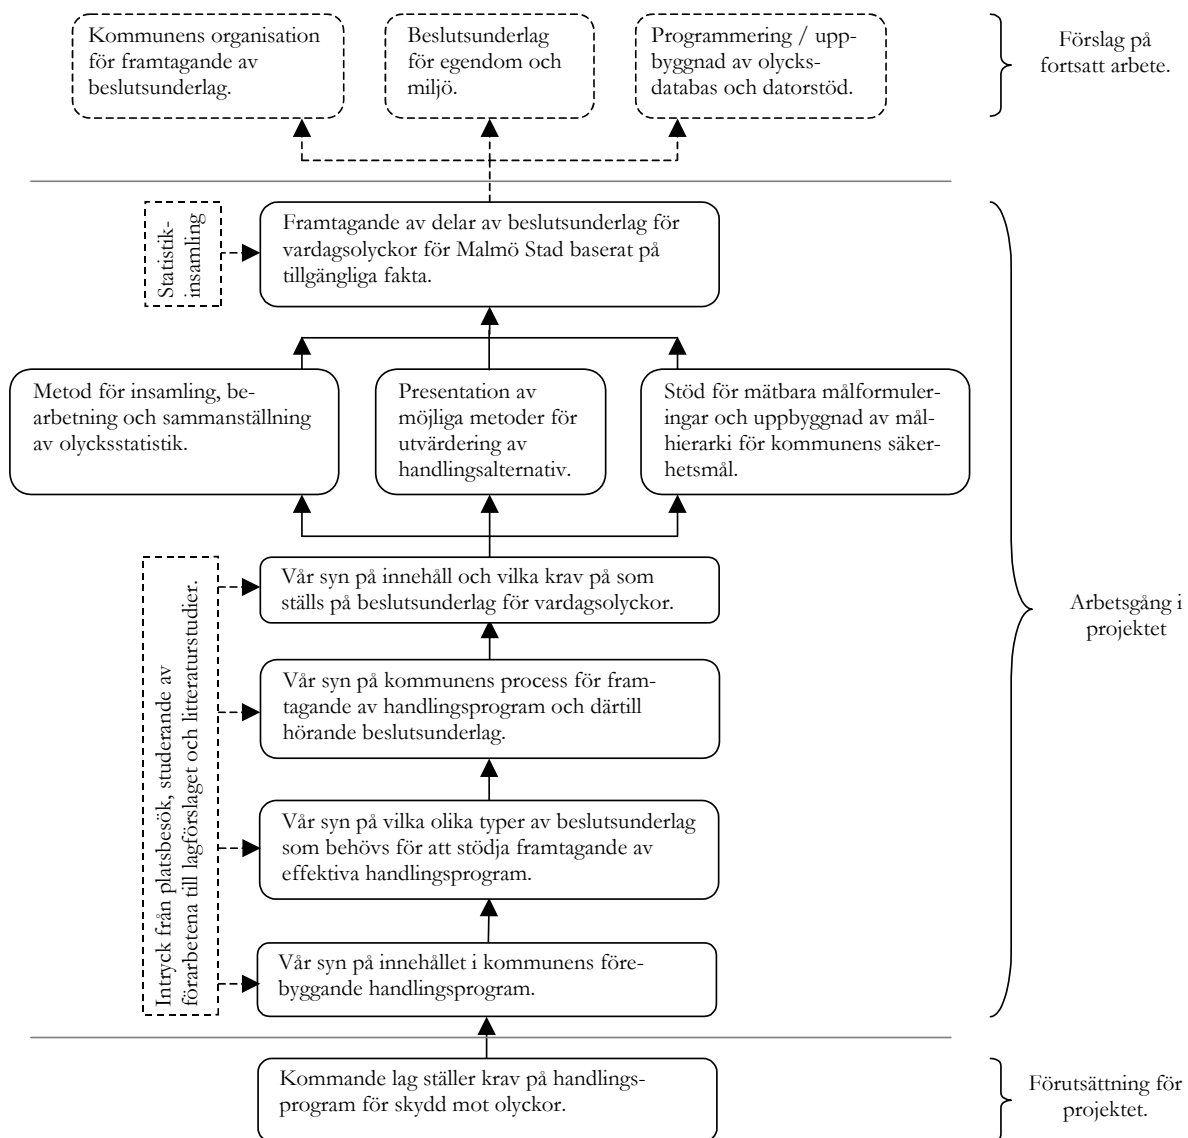 Kommunens organisation
för framtagande av
beslutsunderlag.
Beslutsunderlag
för egendom och
miljö.
Programmering / upp-
byggnad av olycks-
databas och datorstöd.
Förslag på
fortsatt arbete.
Statistik-
insamling
Framtagande av delar av beslutsunderlag för
vardagsolyckor för Malmö Stad baserat på
tillgängliga fakta.
Metod för insamling, be-
arbetning och sammanställning
av olycksstatistik.
Presentation av
möjliga metoder för
utvärdering av
handlingsalternativ.
Stöd för mätbara målformule-
ringar och uppbyggnad av mål-
hierarki för kommunens säker-
hetsmål.
Arbetsgång i
projektet
Intryck från platsbesök, studerande av
förarbetena till lagförslaget och litteraturstudier.
Vår syn på innehåll och vilka krav på som
ställs på beslutsunderlag för vardagsolyckor.
Vår syn på kommunens process för fram-
tagande av handlingsprogram och därtill
hörande beslutsunderlag.
Vår syn på vilka olika typer av beslutsunderlag
som behövs för att stödja framtagande av
effektiva handlingsprogram.
Vår syn på innehållet i kommunens före-
byggande handlingsprogram.
Kommande lag ställer krav på handlings-
program för skydd mot olyckor.
Förutsättning för
projektet.